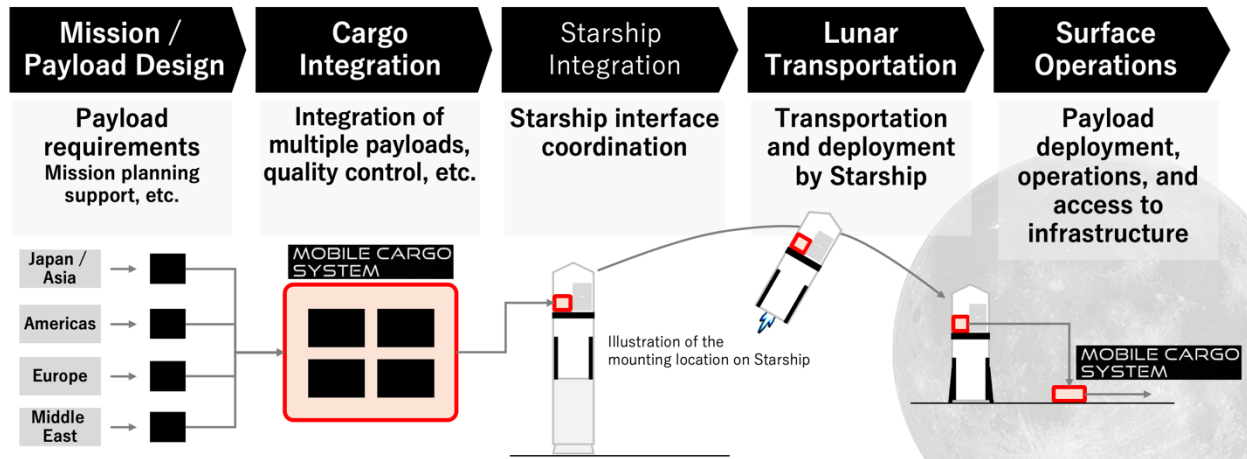 Mission /
Payload Design
Cargo
Integration
Starship
Integration
Lunar
Transportation
Surface
Operations
Payload
requirements
Mission planning
support, etc.
Integration of
multiple payloads,
quality control, etc.
Starship interface
coordination
Transportation
and deployment
by Starship
Payload
deployment,
operations, and
access to
infrastructure
Japan /
Asia
Americas
Europe
Middle
East
MOBILE CARGO
SYSTEM
Illustration of the
mounting location on Starship
MOBILE CARGO
SYSTEM